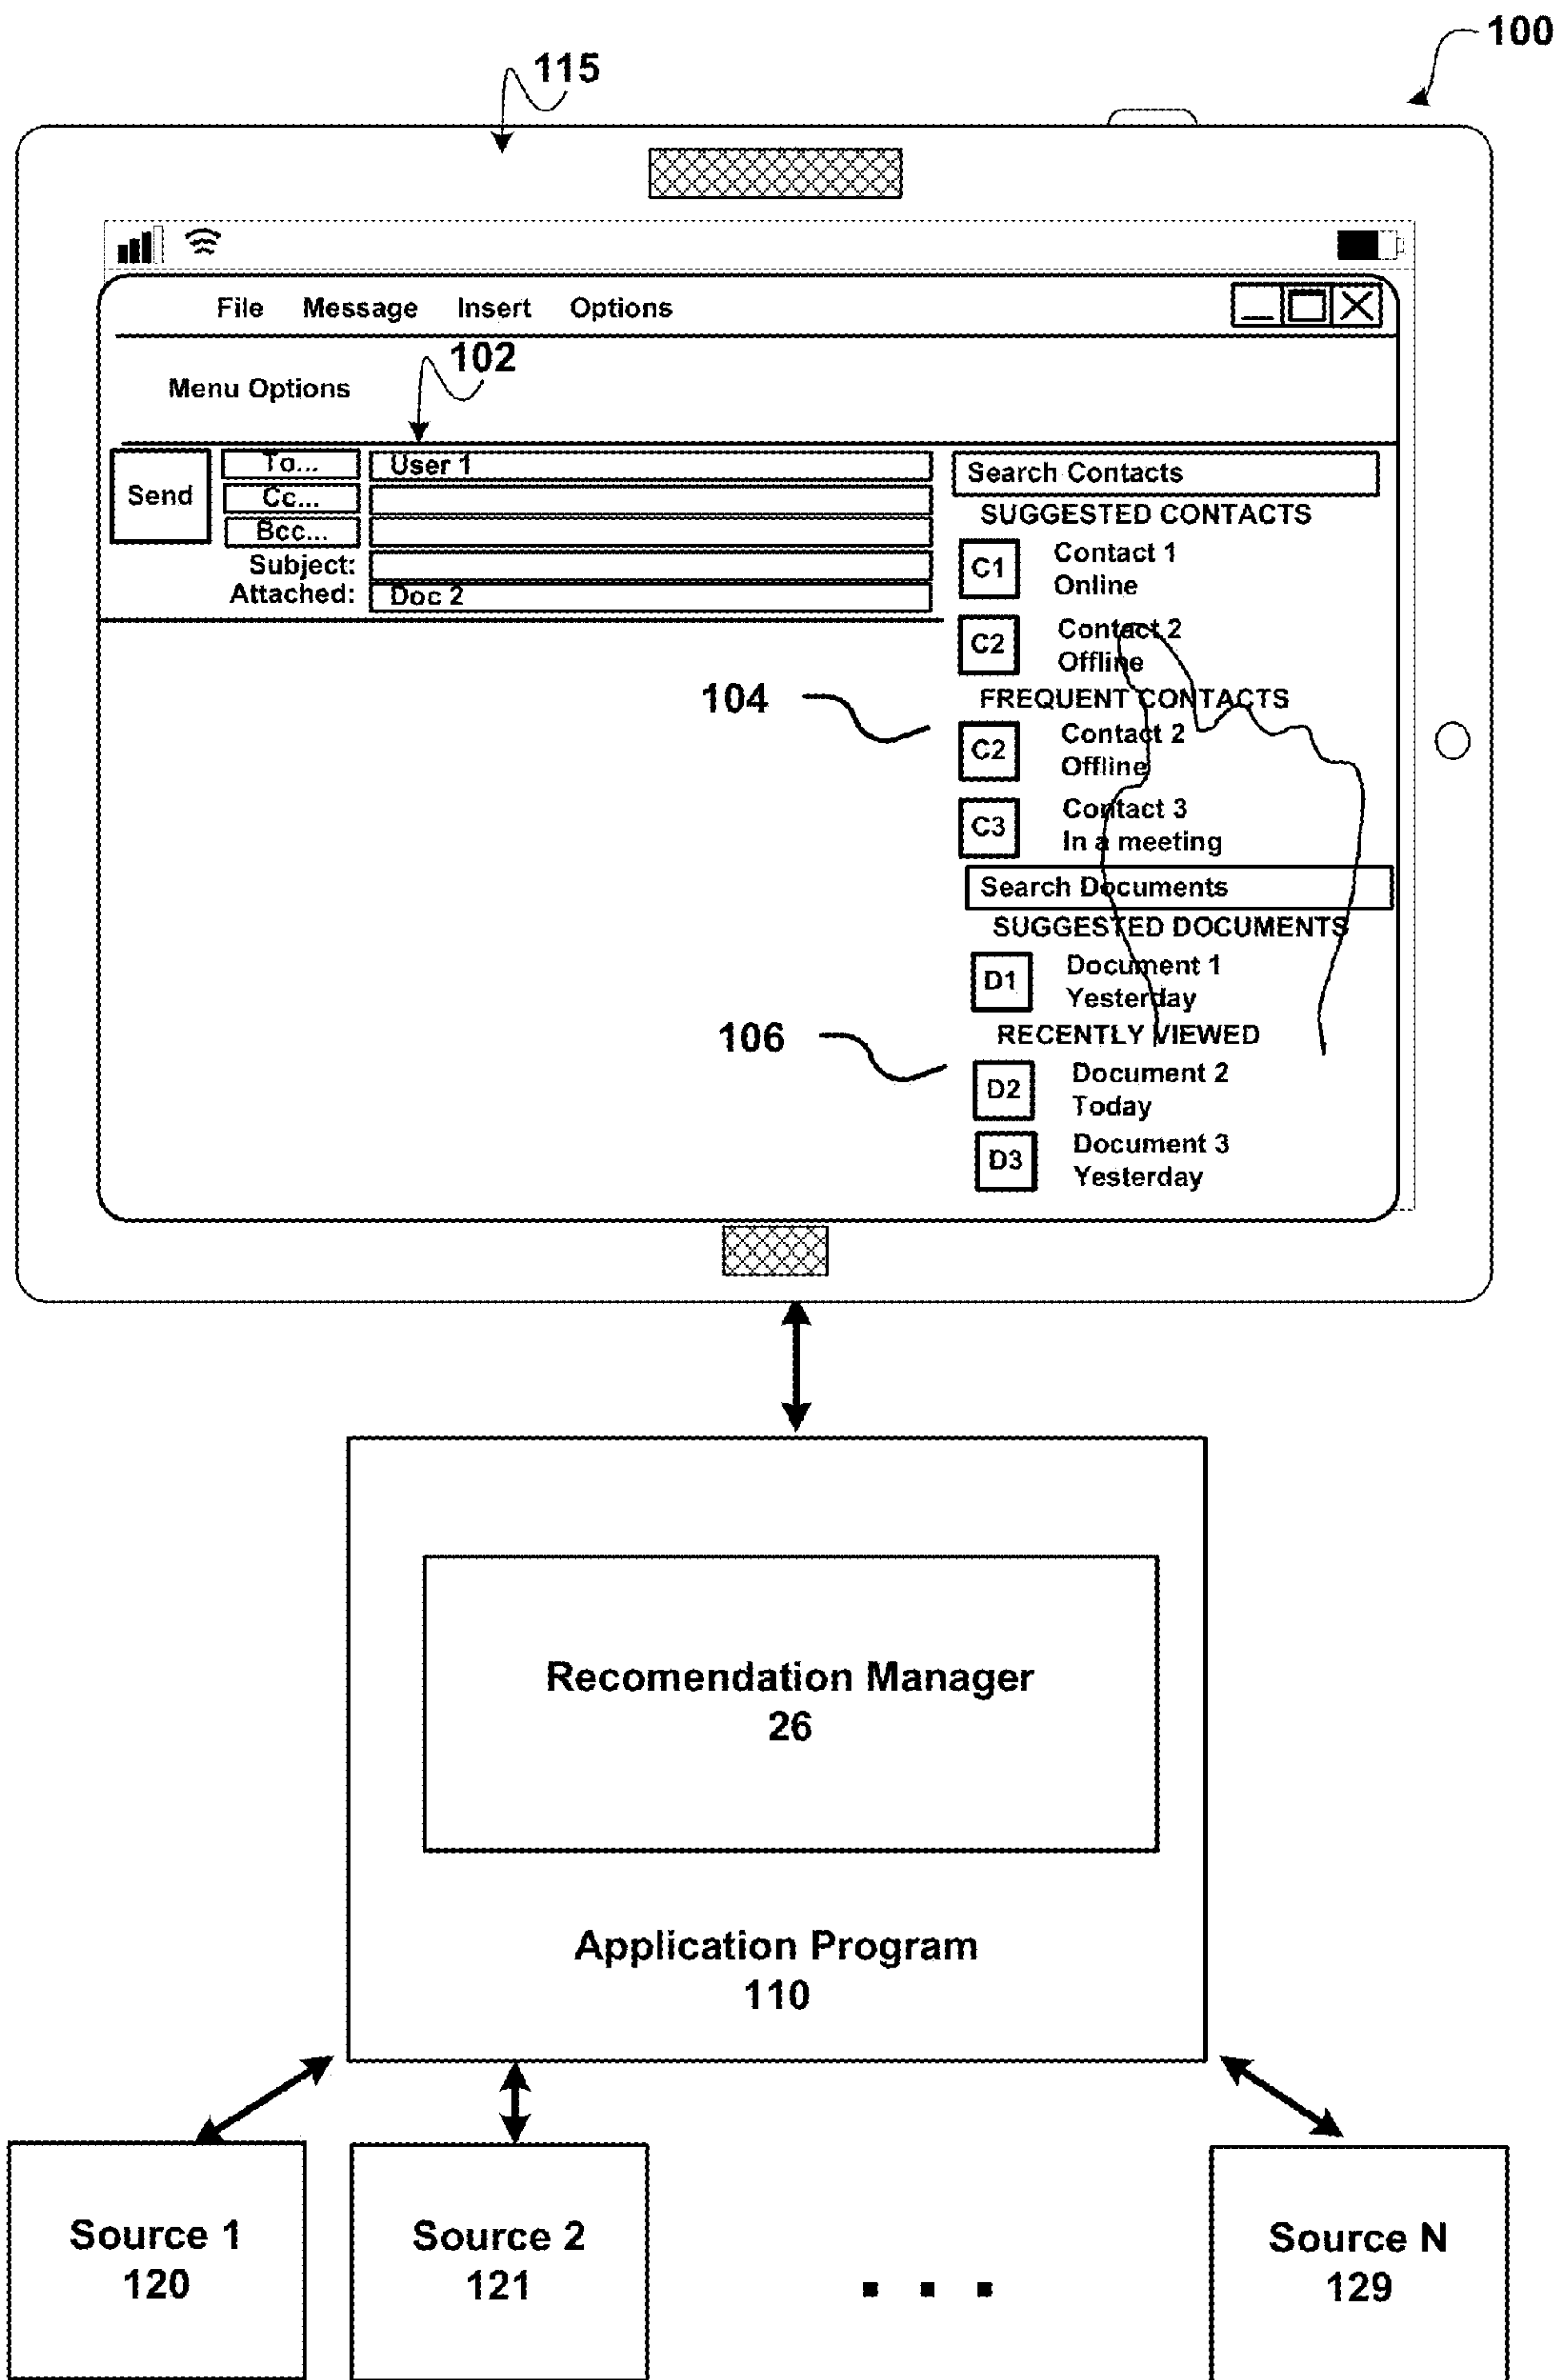 100
115
File Message Insert Options
102
Menu Options
Send
To... User 1
Cc...
Bcc...
Subject:
Attached: Doc 2
Search Contacts
SUGGESTED CONTACTS
C1 Contact 1
Online
C2 Contact 2
Offline
104
FREQUENT CONTACTS
C2 Contact 2
Offline
C3 Contact 3
In a meeting
Search Documents
SUGGESTED DOCUMENTS
D1 Document 1
Yesterday
106
RECENTLY VIEWED
D2 Document 2
Today
D3 Document 3
Yesterday
Recomendation Manager
26
Application Program
110
Source 1
120
Source 2
121
. . .
Source N
129